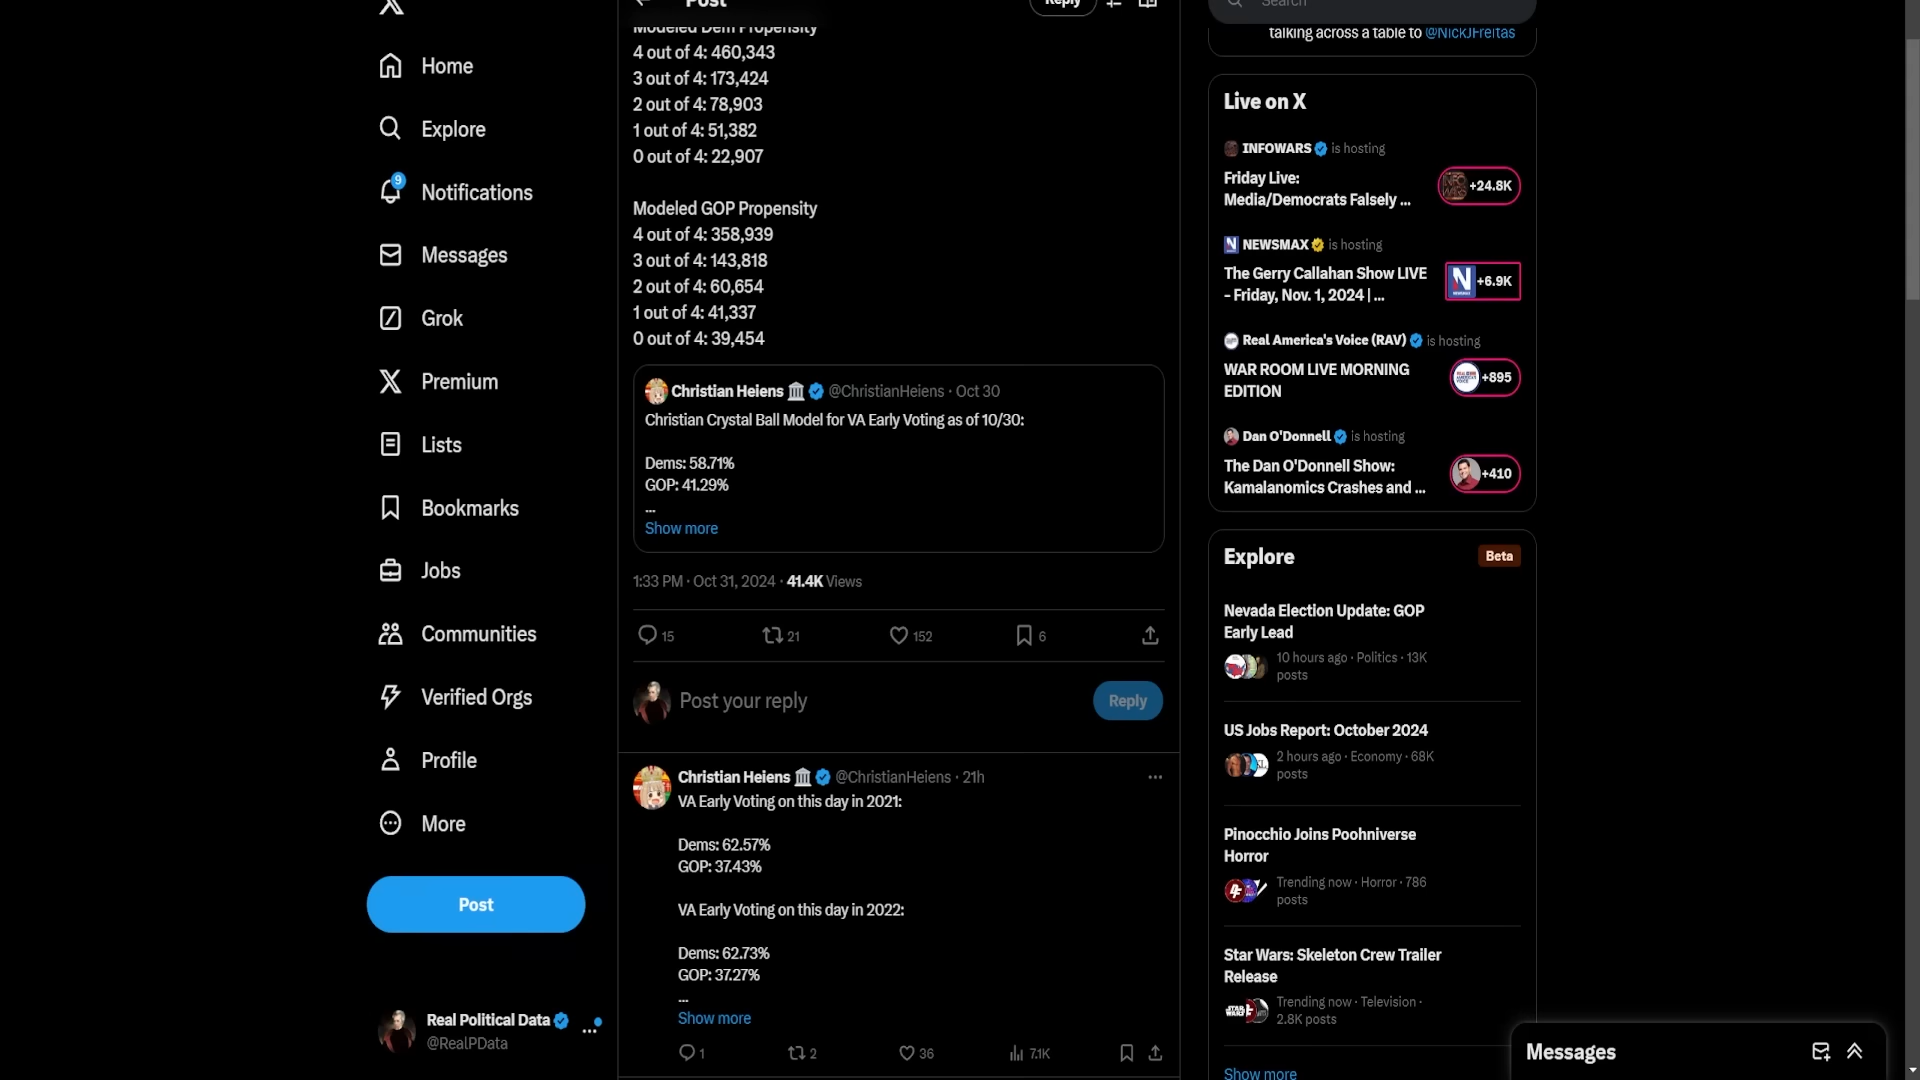 Home
Explore
9
Notifications
Messages
Grok
Premium
Lists
Bookmarks
Jobs
Communities
Verified Orgs
Profile
More
Post
Real Political Data
@RealPData
Post
Reply
Modeled Dem Propensity
4 out of 4: 460,343
3 out of 4: 173,424
2 out of 4: 78,903
1 out of 4: 51,382
0 out of 4: 22,907
Modeled GOP Propensity
4 out of 4: 358,939
3 out of 4: 143,818
2 out of 4: 60,654
1 out of 4: 41,337
0 out of 4: 39,454
Christian Heiens @ChristianHeiens · Oct 30
Christian Crystal Ball Model for VA Early Voting as of 10/30:
Dems: 58.71%
GOP: 41.29%
...
Show more
1:33 PM · Oct 31, 2024 · 41.4K Views
15 21 152 6
Post your reply
Reply
Christian Heiens @ChristianHeiens · 21h
VA Early Voting on this day in 2021:
Dems: 62.57%
GOP: 37.43%
VA Early Voting on this day in 2022:
Dems: 62.73%
GOP: 37.27%
...
Show more
1 2 36 7.1K
Search
talking across a table to @NickJFreitas
Live on X
INFOWARS is hosting
Friday Live:
Media/Democrats Falsely ...
+24.8K
NEWSMAX is hosting
The Gerry Callahan Show LIVE
- Friday, Nov. 1, 2024 | ...
+6.9K
Real America's Voice (RAV) is hosting
WAR ROOM LIVE MORNING
EDITION
+895
Dan O'Donnell is hosting
The Dan O'Donnell Show:
Kamalanomics Crashes and ...
+410
Explore
Beta
Nevada Election Update: GOP
Early Lead
10 hours ago · Politics · 13K
posts
US Jobs Report: October 2024
2 hours ago · Economy · 68K
posts
Pinocchio Joins Poohniverse
Horror
Trending now · Horror · 786
posts
Star Wars: Skeleton Crew Trailer
Release
Trending now · Television ·
2.8K posts
Show more
Messages